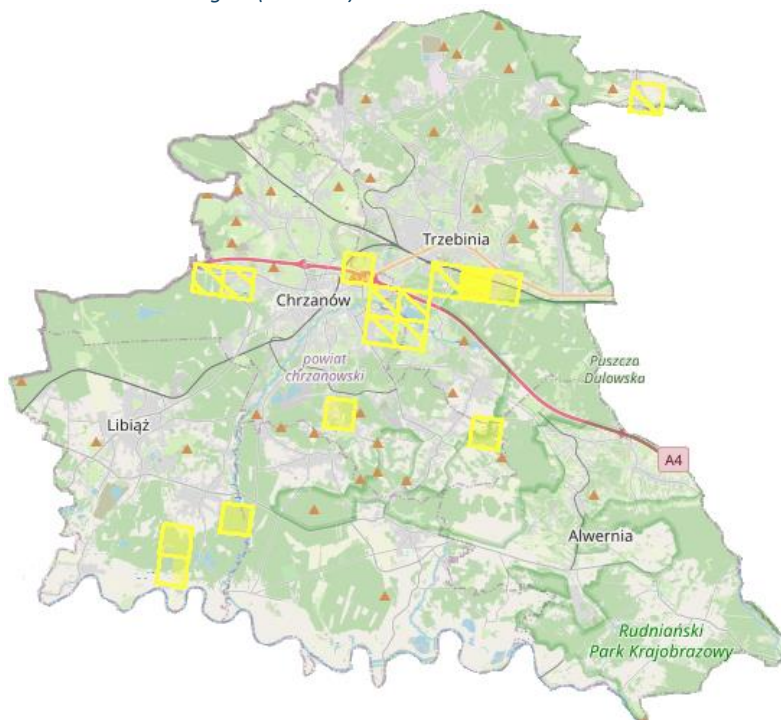 Trzebinia
Chrzanów
powiat
chrzanowski
Puszcza
Dulowska
Libiąż
A4
Alwernia
Rudniański
Park Krajobrazowy